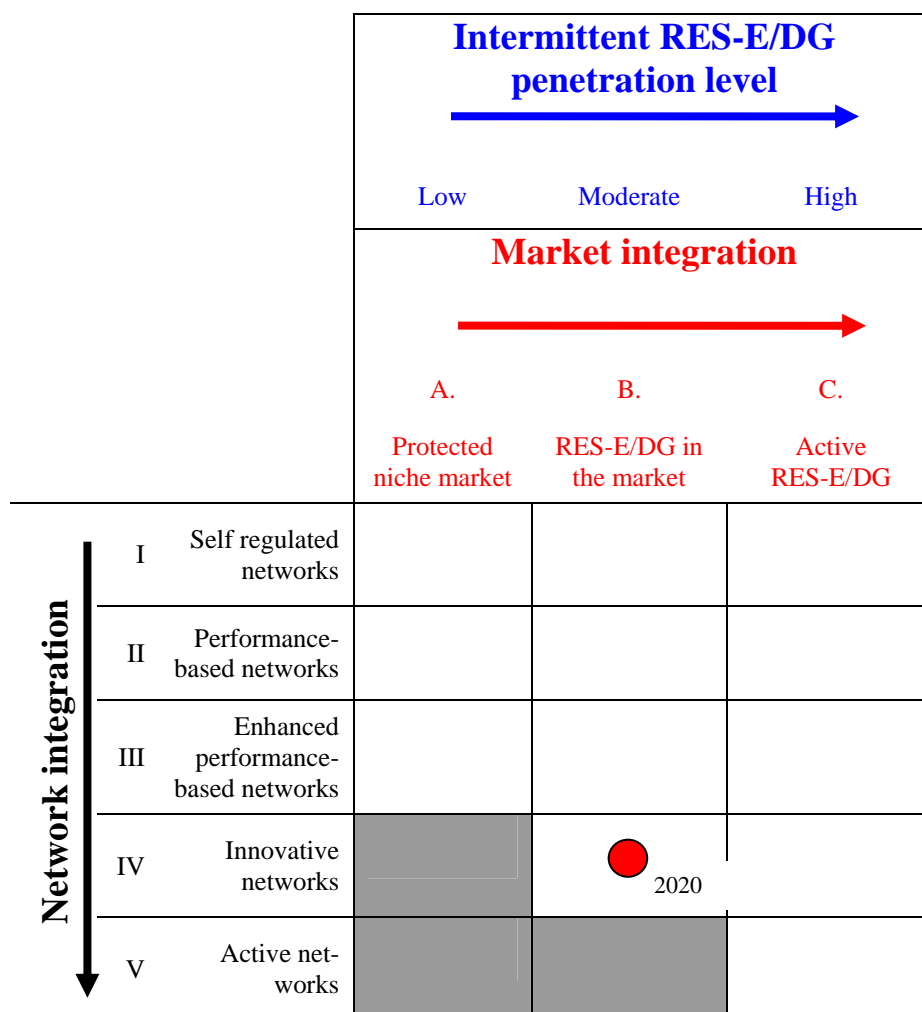 Intermittent RES-E/DG
penetration level
Low Moderate High
Market integration
A. B. C.
Protected
niche market
RES-E/DG in
the market
Active
RES-E/DG
Network integration
I Self regulated
networks
II Performance-
based networks
III Enhanced
performance-
based networks
IV Innovative
networks
2020
V Active net-
works